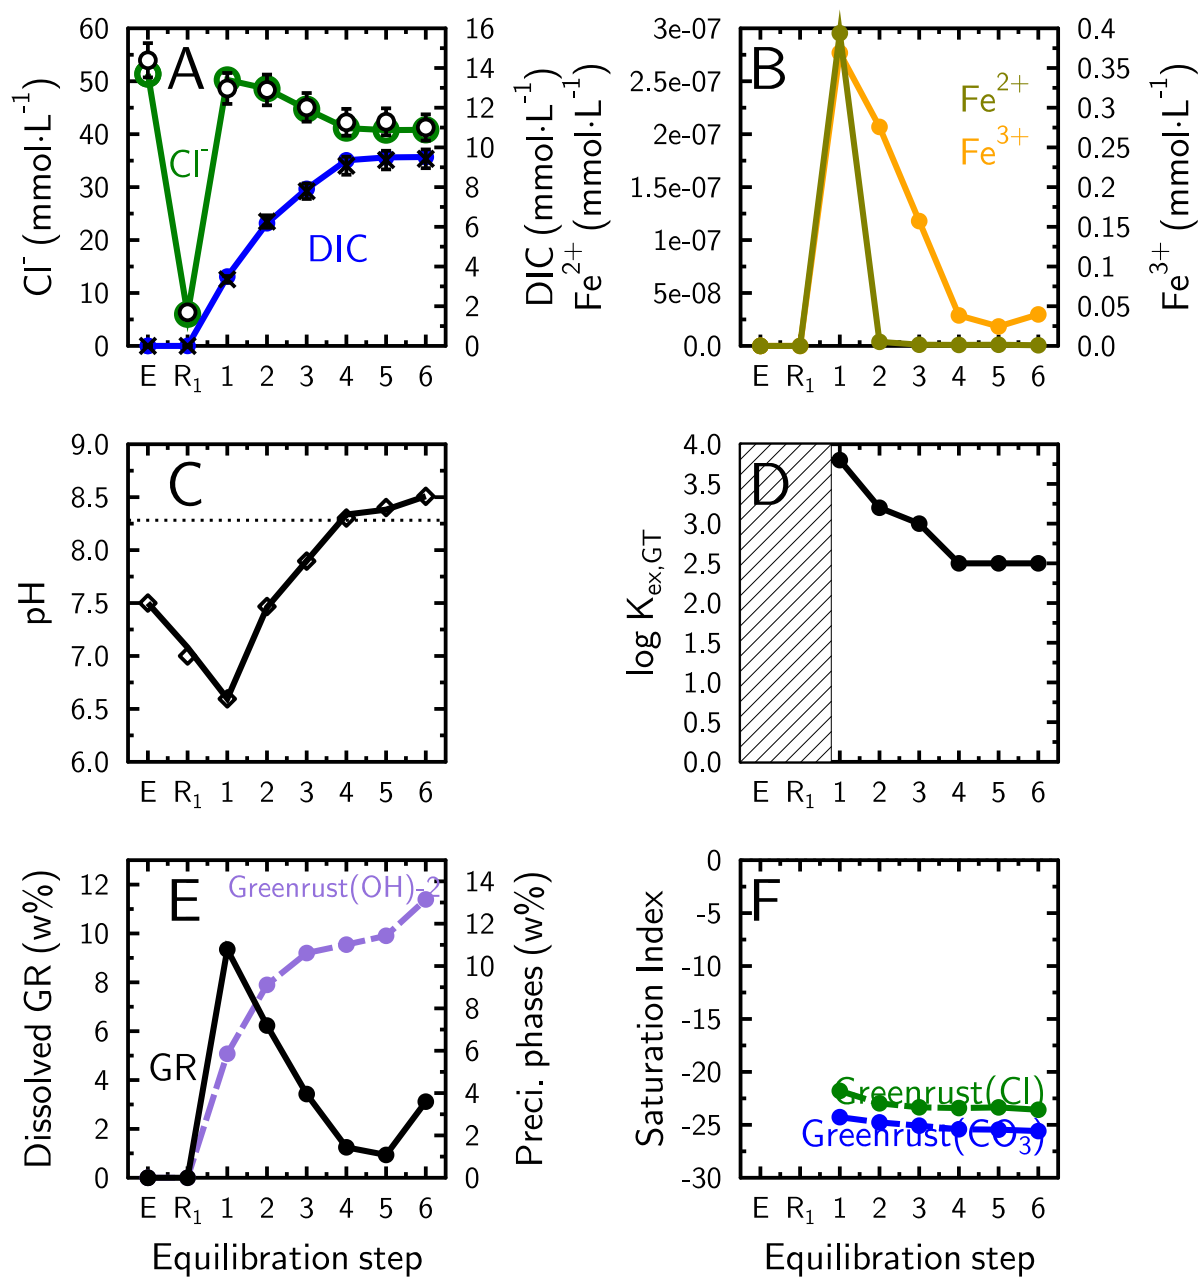 A
60
50
40
30
20
10
0
16
14
12
10
8
6
4
2
0
Cl⁻
DIC
Cl⁻ (mmol·L⁻¹)
DIC (mmol·L⁻¹)
Fe²⁺ (mmol·L⁻¹)
E R₁ 1 2 3 4 5 6
B
3e-07
2.5e-07
2e-07
1.5e-07
1e-07
5e-08
0.0
0.4
0.35
0.3
0.25
0.2
0.15
0.1
0.05
0.0
Fe²⁺
Fe³⁺
Fe³⁺ (mmol·L⁻¹)
E R₁ 1 2 3 4 5 6
C
9.0
8.5
8.0
7.5
7.0
6.5
6.0
pH
E R₁ 1 2 3 4 5 6
D
4.0
3.5
3.0
2.5
2.0
1.5
1.0
0.5
0.0
log K_ex,GT
E R₁ 1 2 3 4 5 6
E
12
10
8
6
4
2
0
14
12
10
8
6
4
2
0
Greenrust(OH)-2
GR
Dissolved GR (w%)
Preci. phases (w%)
E R₁ 1 2 3 4 5 6
Equilibration step
F
0
-5
-10
-15
-20
-25
-30
Greenrust(Cl)
Greenrust(CO₃)
Saturation Index
E R₁ 1 2 3 4 5 6
Equilibration step